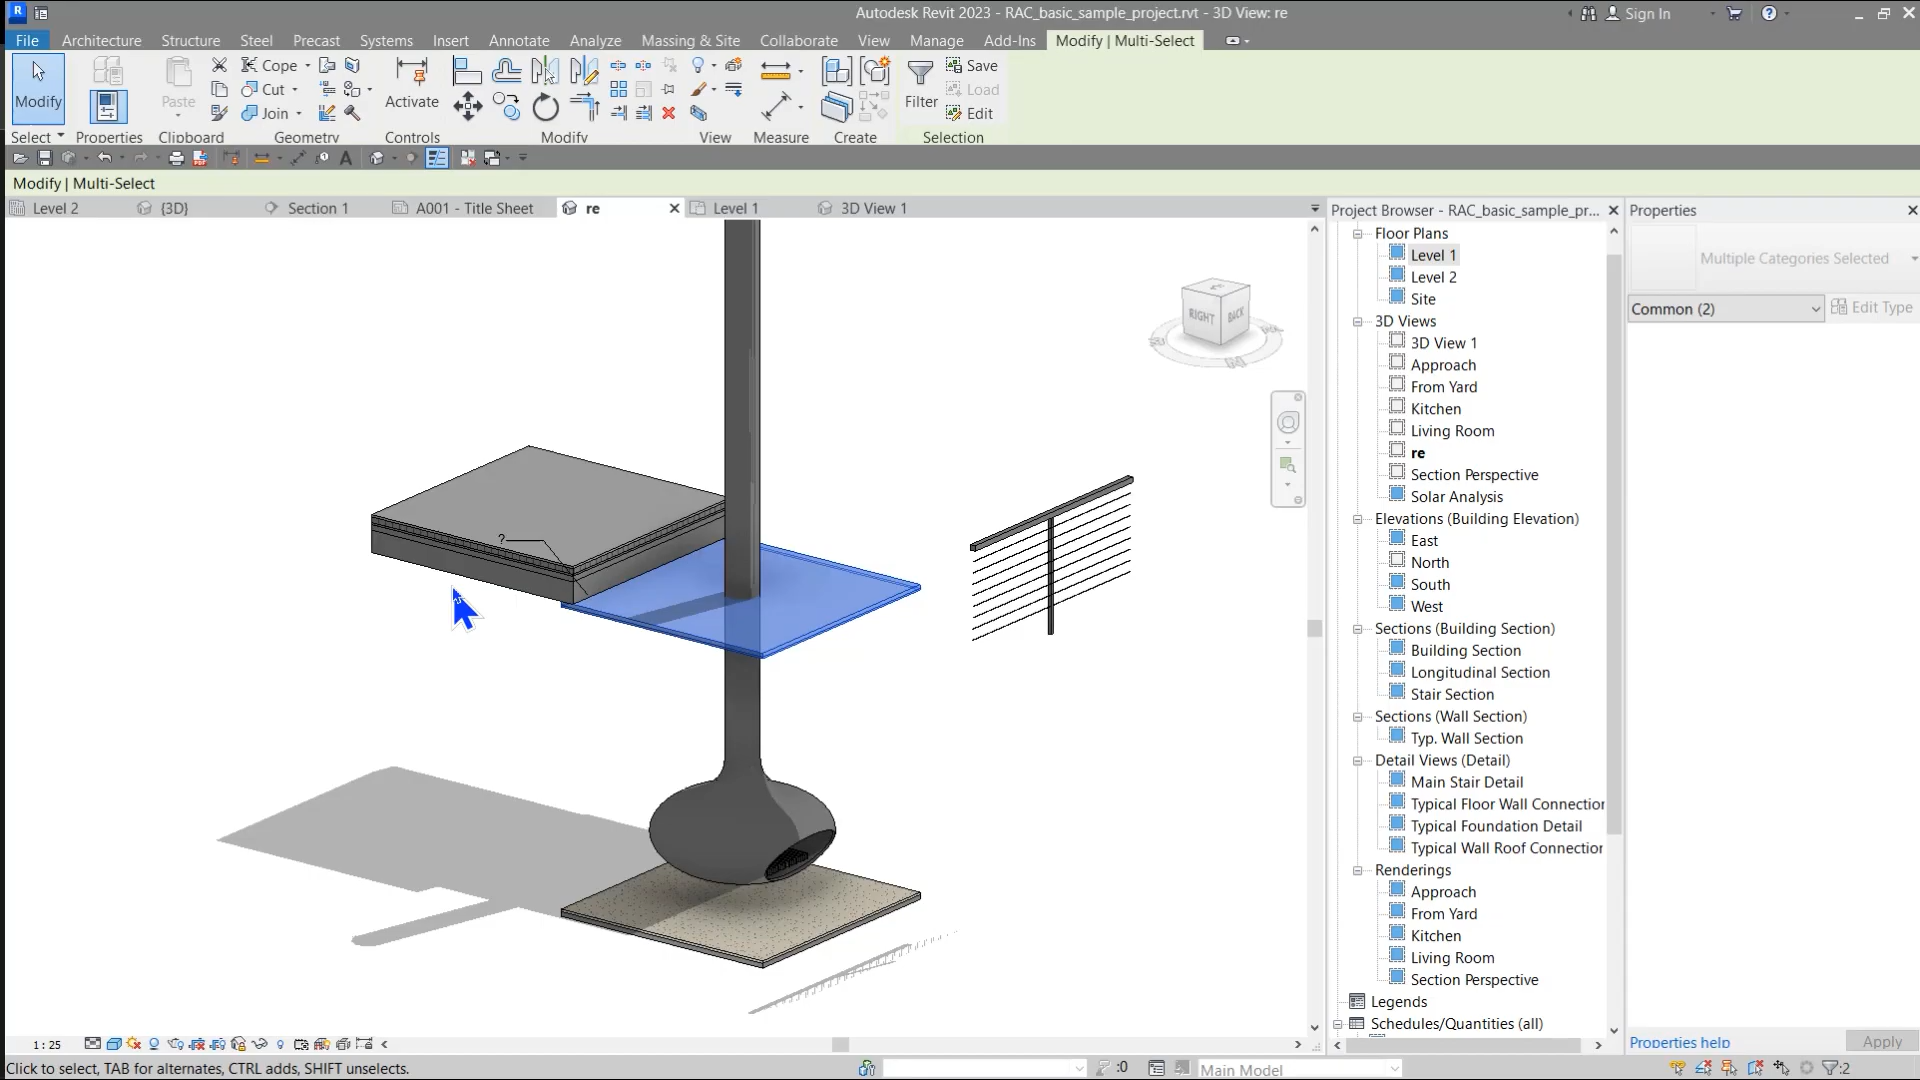 R
Autodesk Revit 2023 - RAC_basic_sample_project.rvt - 3D View: re
Sign In
File
Architecture
Structure
Steel
Precast
Systems
Insert
Annotate
Analyze
Massing & Site
Collaborate
View
Manage
Add-Ins
Modify | Multi-Select
Modify
Paste
Cope
Cut
Join
Activate
Filter
Save
Load
Edit
Select
Properties
Clipboard
Geometry
Controls
Modify
View
Measure
Create
Selection
A
Modify | Multi-Select
Level 2
{3D}
Section 1
A001 - Title Sheet
re
Level 1
3D View 1
Project Browser - RAC_basic_sample_pr...
Properties
RIGHT
BACK
?
Floor Plans
Level 1
Level 2
Site
3D Views
3D View 1
Approach
From Yard
Kitchen
Living Room
re
Section Perspective
Solar Analysis
Elevations (Building Elevation)
East
North
South
West
Sections (Building Section)
Building Section
Longitudinal Section
Stair Section
Sections (Wall Section)
Typ. Wall Section
Detail Views (Detail)
Main Stair Detail
Typical Floor Wall Connection
Typical Foundation Detail
Typical Wall Roof Connection
Renderings
Approach
From Yard
Kitchen
Living Room
Section Perspective
Legends
Schedules/Quantities (all)
Multiple Categories Selected
Common (2)
Edit Type
Properties help
Apply
1 : 25
Click to select, TAB for alternates, CTRL adds, SHIFT unselects.
:0
Main Model
:2